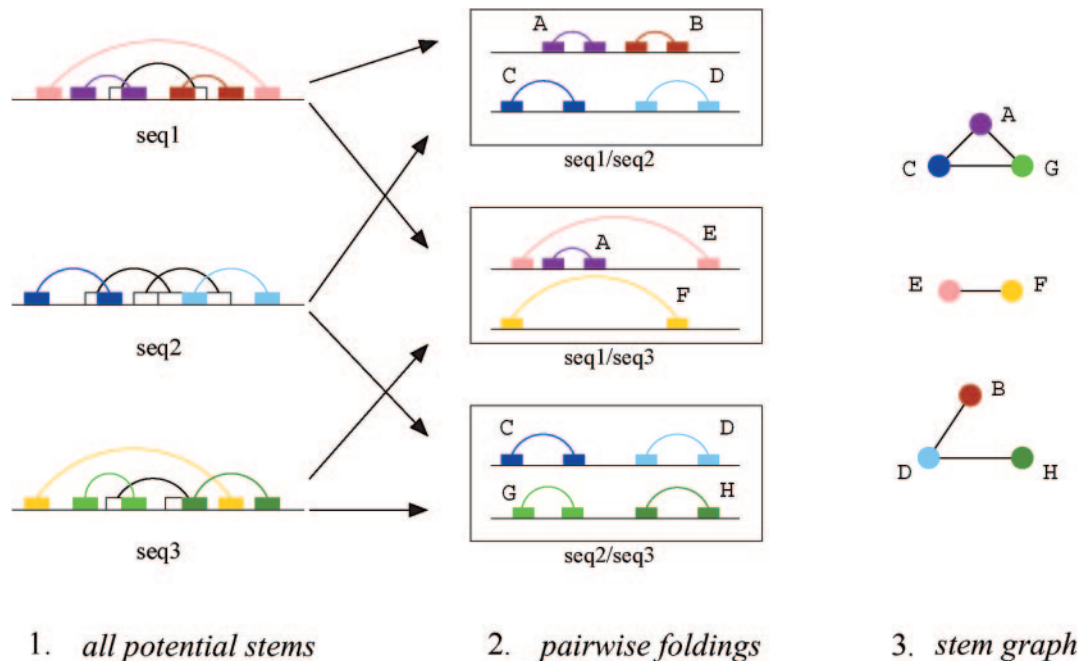 A B
C D
seq1
seq1/seq2
A
C G
E
A
F
E F
seq2
seq1/seq3
B
C D
D H
G H
seq3
seq2/seq3
1. all potential stems 2. pairwise foldings 3. stem graph